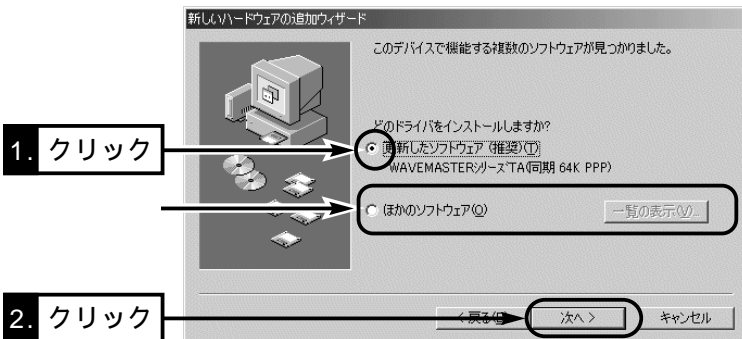 新しいハードウェアの追加ウィザード
このデバイスで機能する複数のソフトウェアが見つかりました。
どのドライバをインストールしますか?
1. クリック
更新したソフトウェア (推奨)(T)
WAVEMASTERシリーズTA(同期 64K PPP)
ほかのソフトウェア(O)
一覧の表示(V)...
2. クリック
< 戻る(B)
次へ >
キャンセル